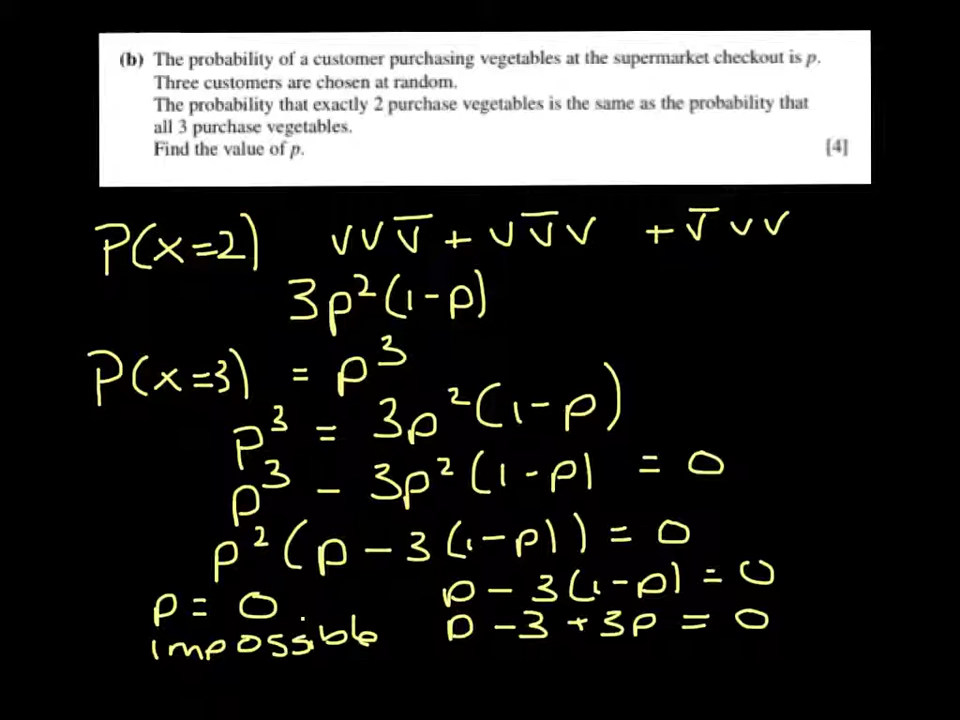 (b) The probability of a customer purchasing vegetables at the supermarket checkout is p.
Three customers are chosen at random.
The probability that exactly 2 purchase vegetables is the same as the probability that
all 3 purchase vegetables.
Find the value of p.
[4]
P(x=2) VVV̅ + VV̅V + V̅VV
3p²(1-p)
P(x=3) = p³
p³ = 3p²(1-p)
p³ - 3p²(1-p) = 0
p²(p-3(1-p)) = 0
p = 0 p - 3(1-p) = 0
impossible p - 3 + 3p = 0